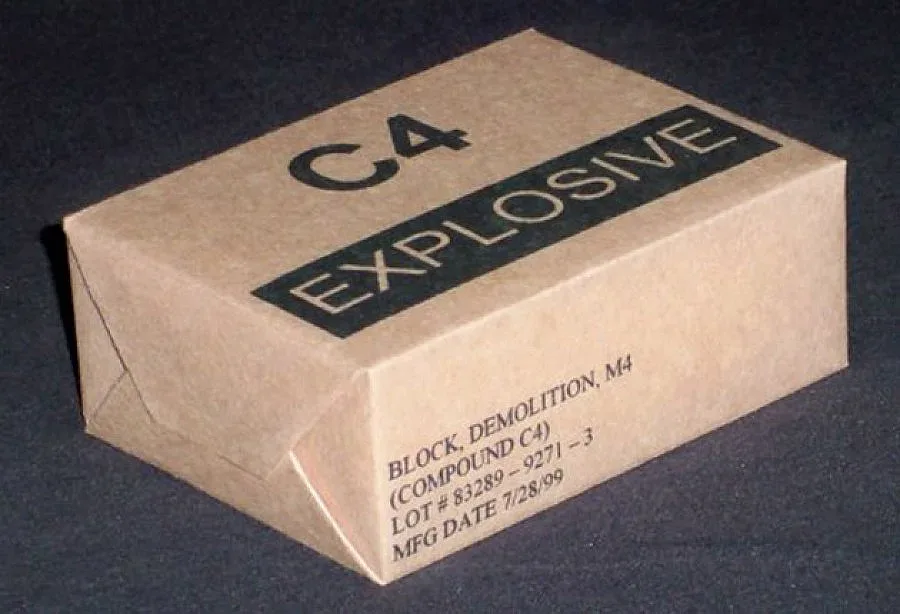 C4
EXPLOSIVE
BLOCK, DEMOLITION, M4
(COMPOUND C4)
LOT # 83289 – 9271 – 3
MFG DATE 7/28/99